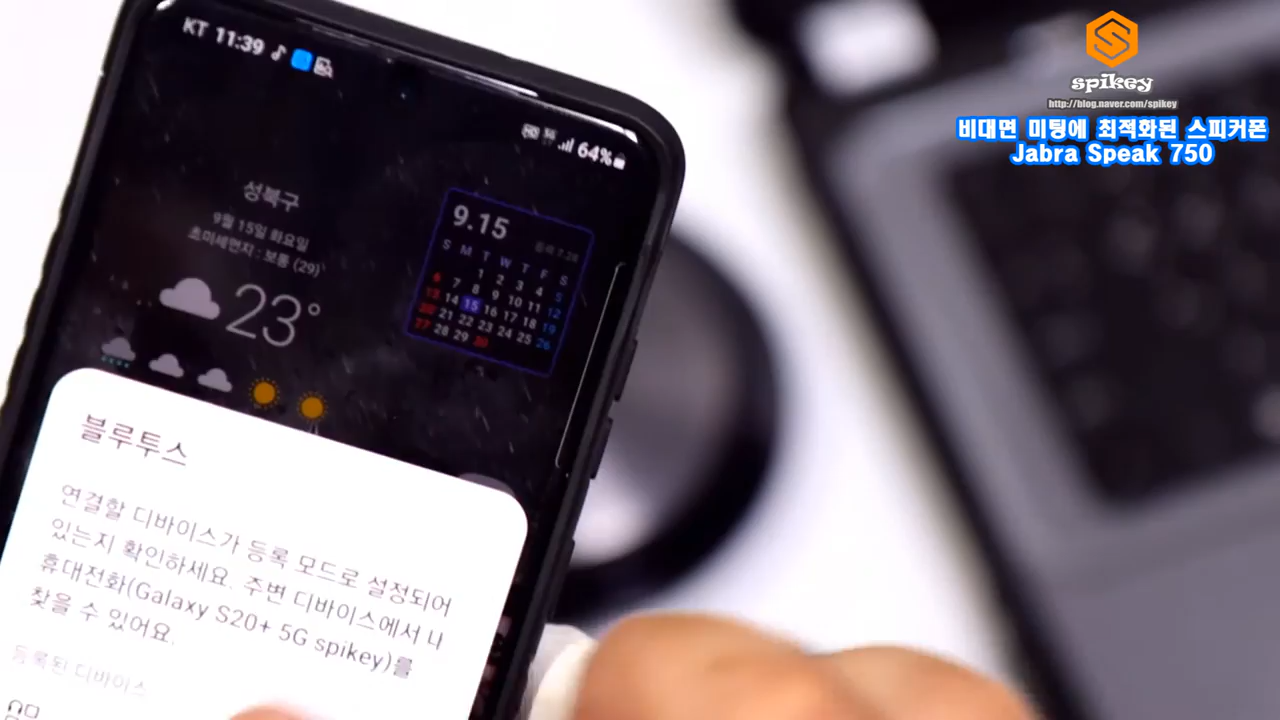 KT 11:39
64%
spikey
http://blog.naver.com/spikey
비대면 미팅에 최적화된 스피커폰
Jabra Speak 750
성북구
9월 15일 화요일
초미세먼지 : 보통 (29)
23°
9.15
음력 7.28
S M T W T F S
1 2 3 4 5
6 7 8 9 10 11 12
13 14 15 16 17 18 19
20 21 22 23 24 25 26
27 28 29 30
블루투스
연결할 디바이스가 등록 모드로 설정되어
있는지 확인하세요. 주변 디바이스에서 내
휴대전화(Galaxy S20+ 5G spikey)를
찾을 수 있어요.
등록된 디바이스